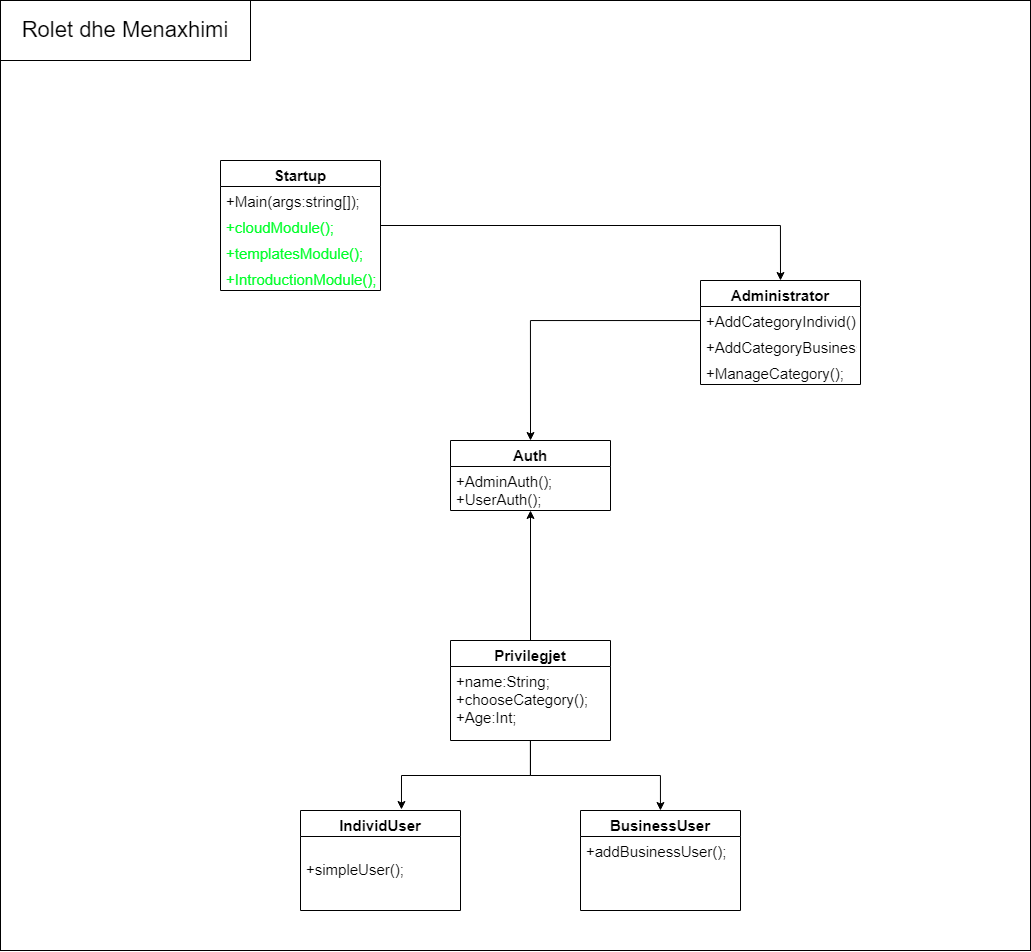 Rolet dhe Menaxhimi
Startup
+Main(args:string[]);
+cloudModule();
+templatesModule();
+IntroductionModule();
Administrator
+AddCategoryIndivid()
+AddCategoryBusines
+ManageCategory();
Auth
+AdminAuth();
+UserAuth();
Privilegjet
+name:String;
+chooseCategory();
+Age:Int;
IndividUser
+simpleUser();
BusinessUser
+addBusinessUser();